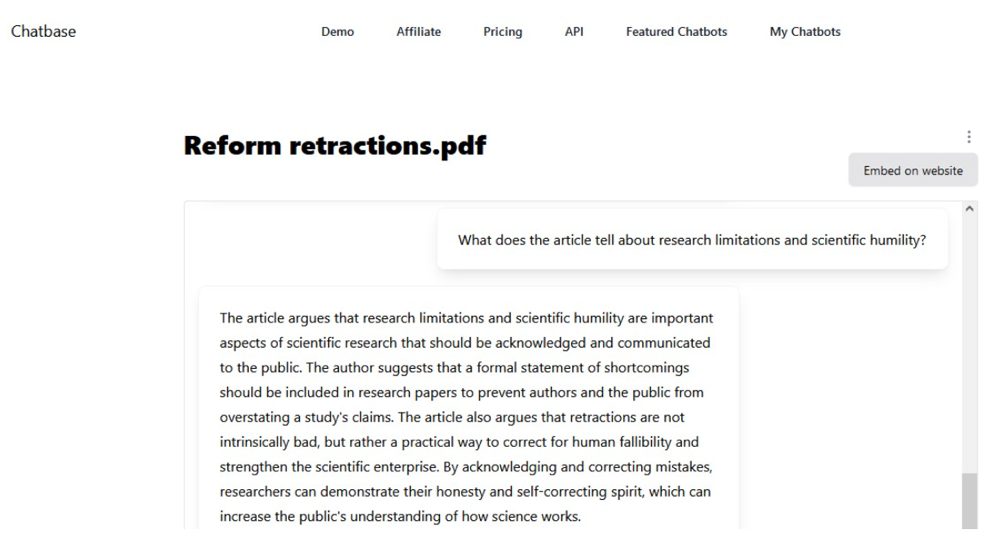 Chatbase
Demo Affiliate Pricing API Featured Chatbots My Chatbots
Reform retractions.pdf
Embed on website
What does the article tell about research limitations and scientific humility?
The article argues that research limitations and scientific humility are important
aspects of scientific research that should be acknowledged and communicated
to the public. The author suggests that a formal statement of shortcomings
should be included in research papers to prevent authors and the public from
overstating a study's claims. The article also argues that retractions are not
intrinsically bad, but rather a practical way to correct for human fallibility and
strengthen the scientific enterprise. By acknowledging and correcting mistakes,
researchers can demonstrate their honesty and self-correcting spirit, which can
increase the public's understanding of how science works.